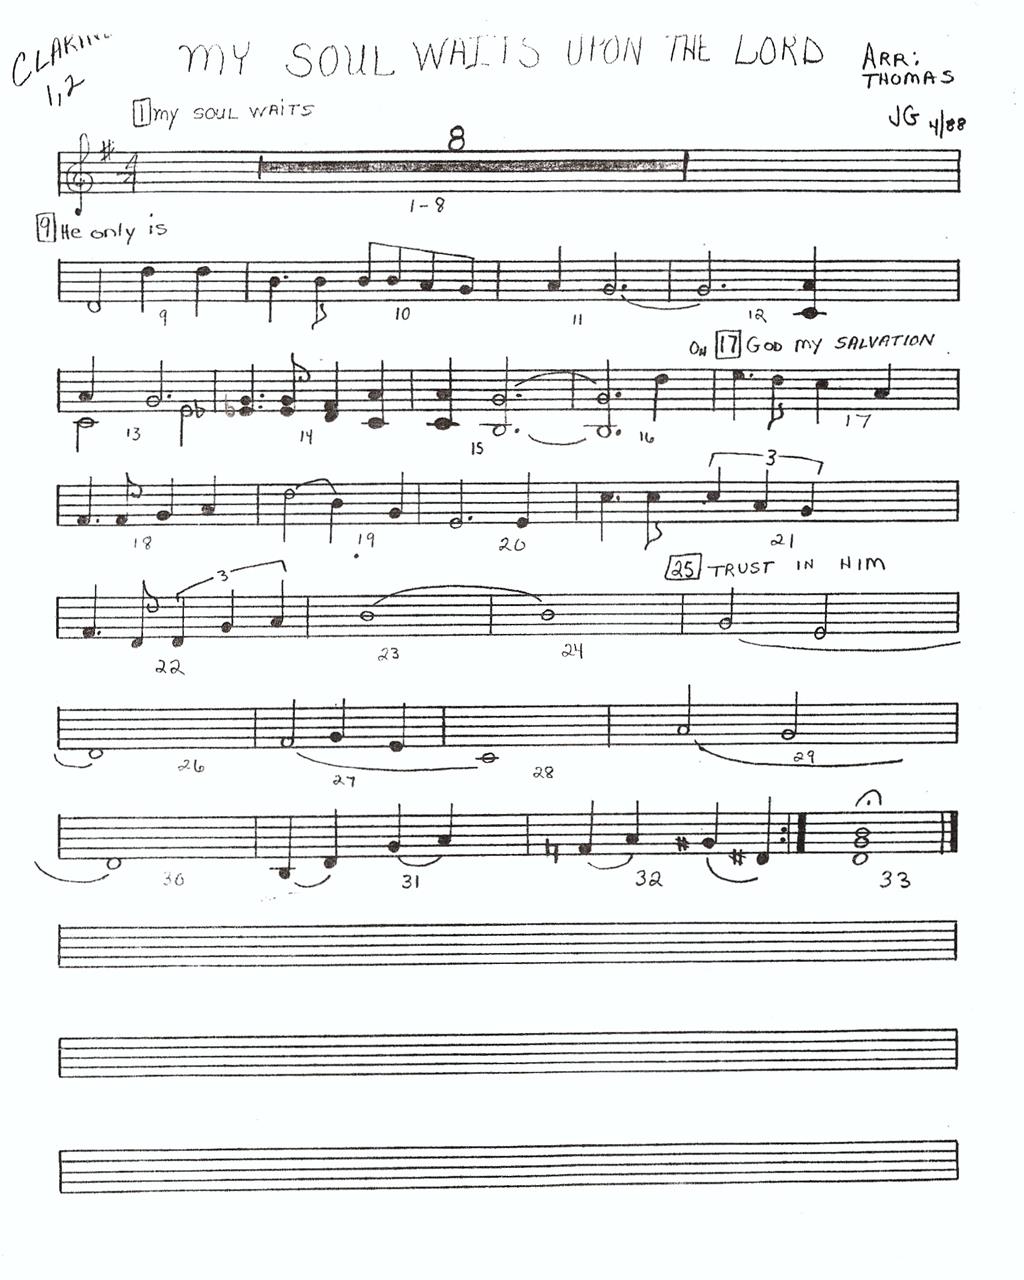 MY SOUL WAITS UPON THE LORD
1,2
ARR:
THOMAS
JG 4/88
1 my SOUL WAITS
8
1-8
9 He only is
9 10 11 12
ON 17 GOD MY SALVATION
13 14 15 16 17
3
18 19 20 21
25 TRUST IN HIM
3
22 23 24
26 27 28 29
30 31 32 33